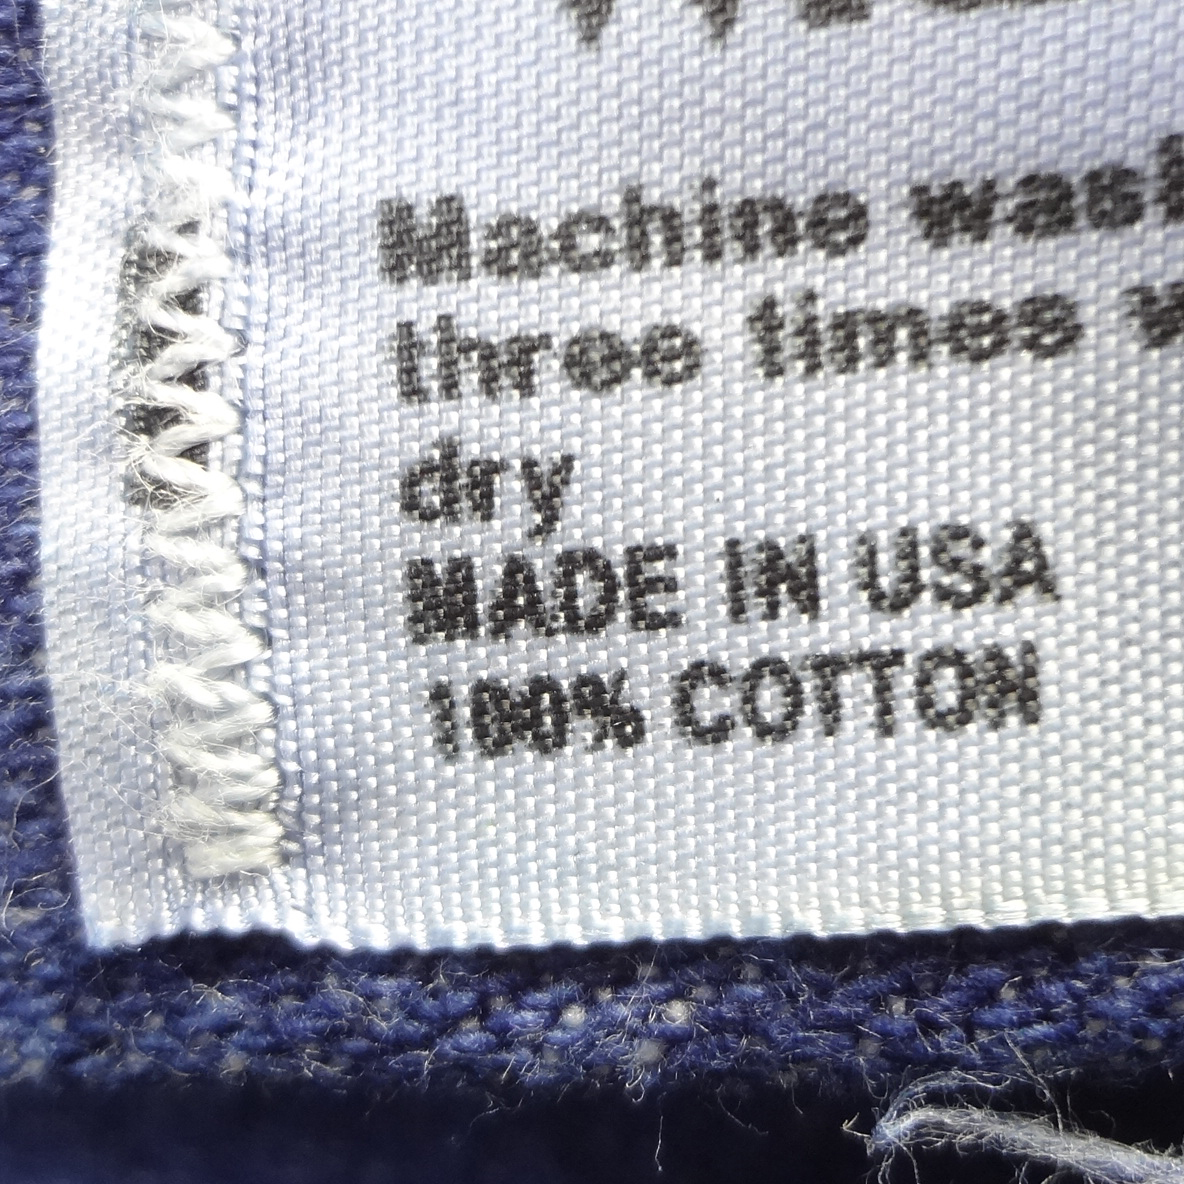 Machine
three times
dry
MADE IN USA
100% COTTON